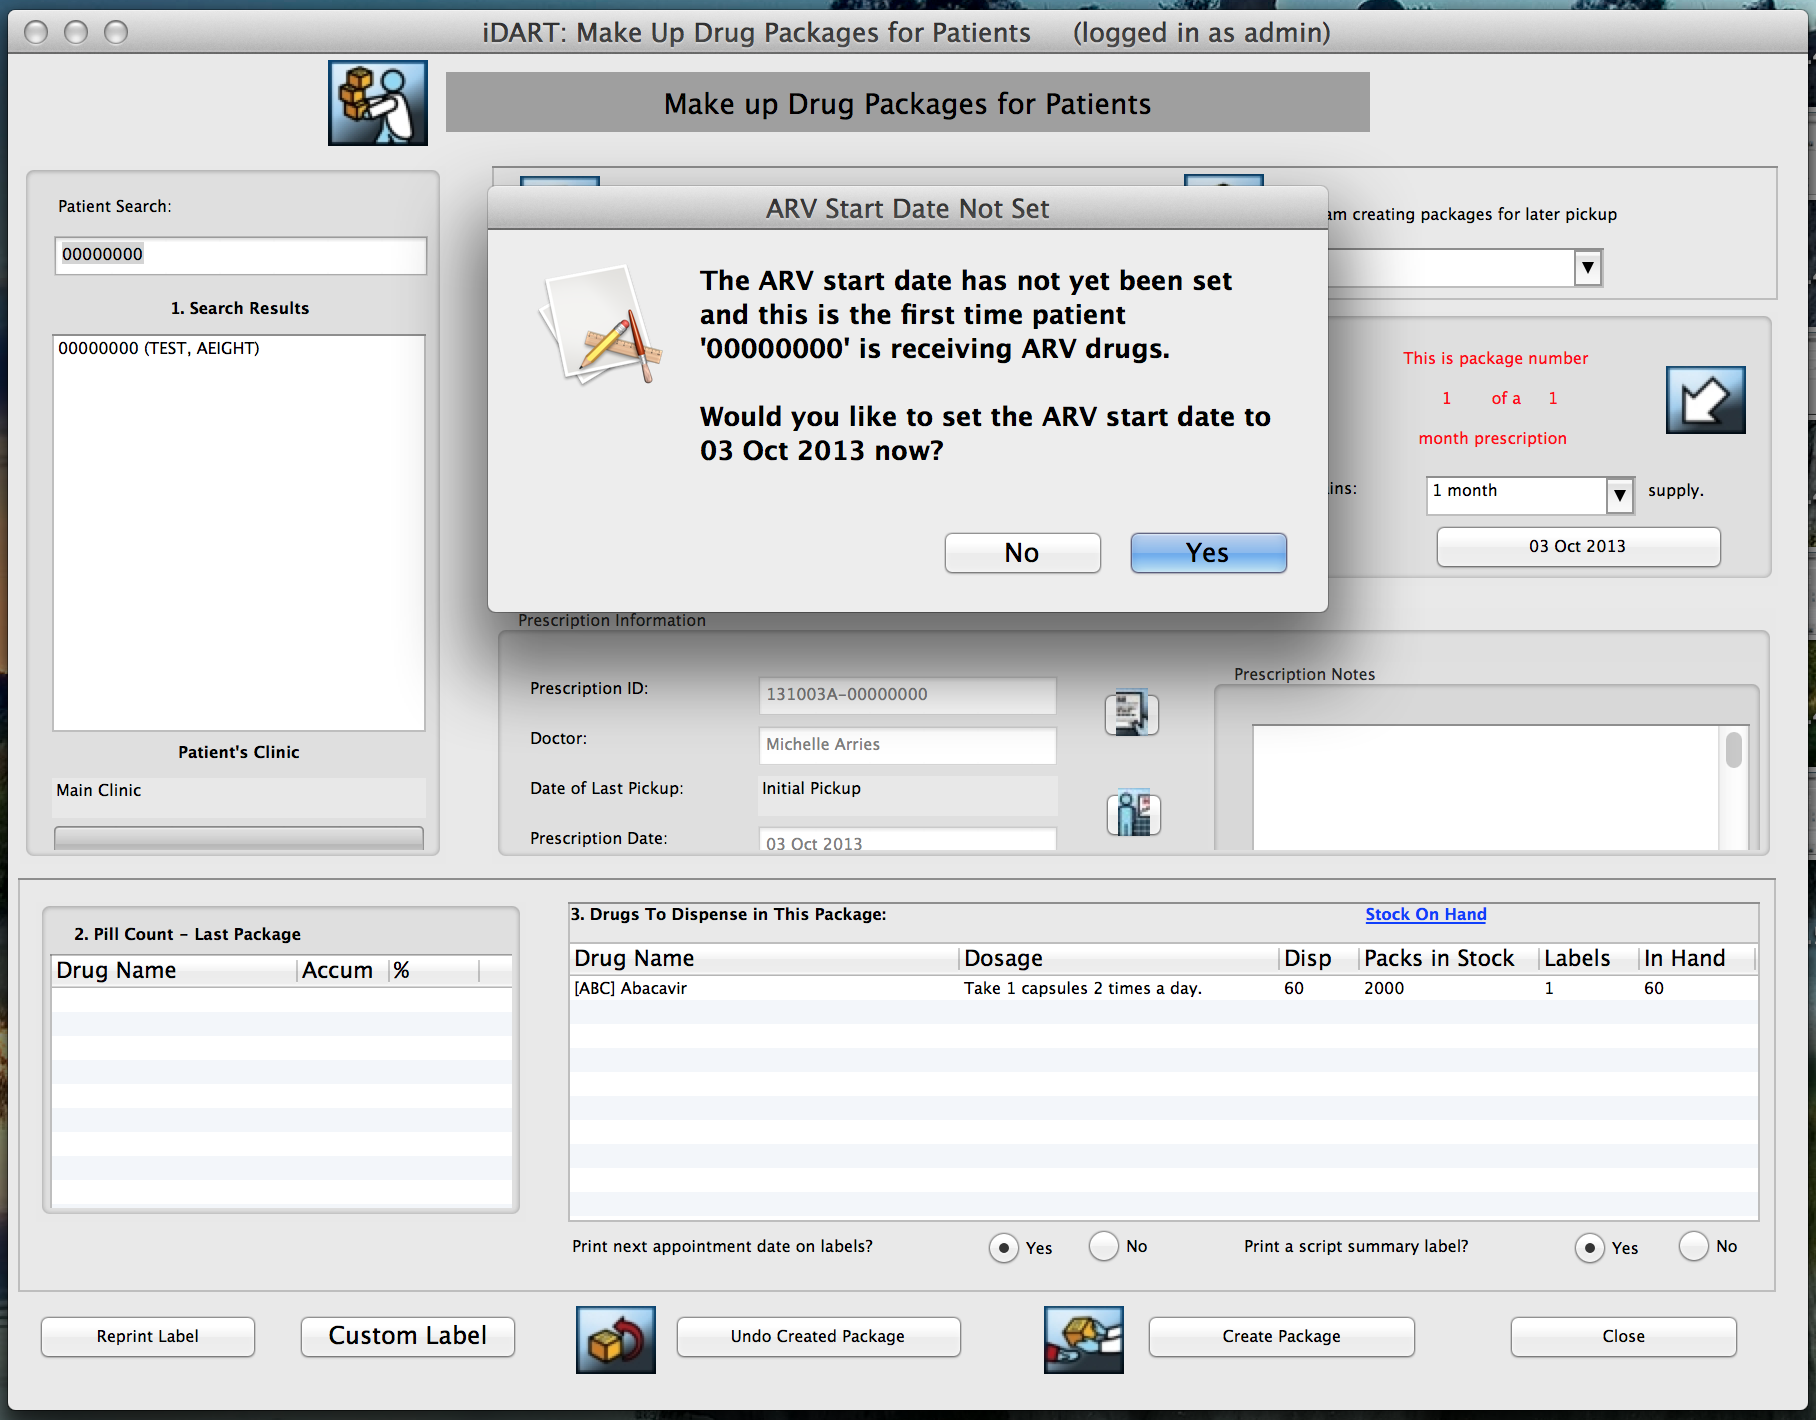 iDART: Make Up Drug Packages for Patients (logged in as admin)
Make up Drug Packages for Patients
Patient Search:
00000000
1. Search Results
00000000 (TEST, AEIGHT)
Patient's Clinic
Main Clinic
am creating packages for later pickup
ARV Start Date Not Set
The ARV start date has not yet been set
and this is the first time patient
'00000000' is receiving ARV drugs.
Would you like to set the ARV start date to
03 Oct 2013 now?
No
Yes
This is package number
1 of a 1
month prescription
ins: 1 month supply.
03 Oct 2013
Prescription Information
Prescription ID: 131003A-00000000
Doctor: Michelle Arries
Date of Last Pickup: Initial Pickup
Prescription Date: 03 Oct 2013
Prescription Notes
2. Pill Count - Last Package
Drug Name Accum %
3. Drugs To Dispense in This Package: Stock On Hand
Drug Name Dosage Disp Packs in Stock Labels In Hand
[ABC] Abacavir Take 1 capsules 2 times a day. 60 2000 1 60
Print next appointment date on labels? Yes No Print a script summary label? Yes No
Reprint Label Custom Label Undo Created Package Create Package Close